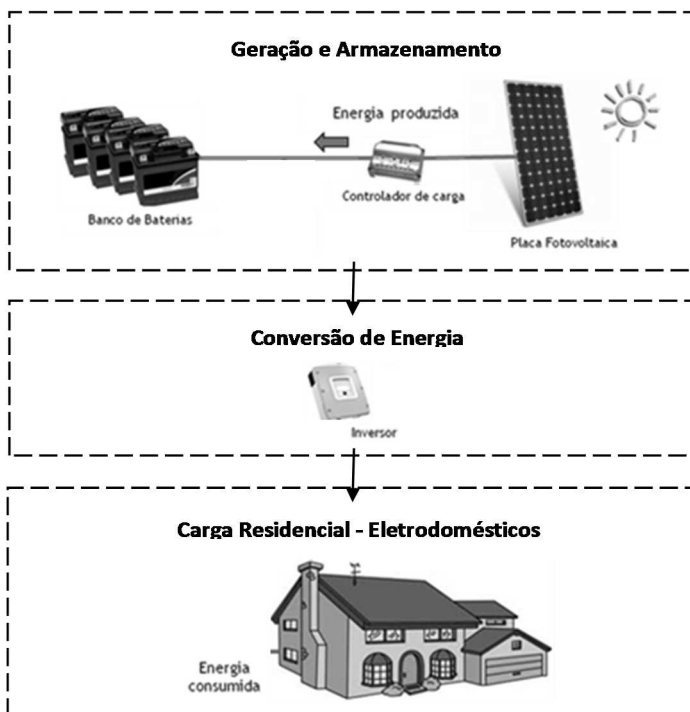 Geração e Armazenamento
Energia produzida
Controlador de carga
Banco de Baterias
Placa Fotovoltaica
Conversão de Energia
Inversor
Carga Residencial - Eletrodomésticos
Energia
consumida